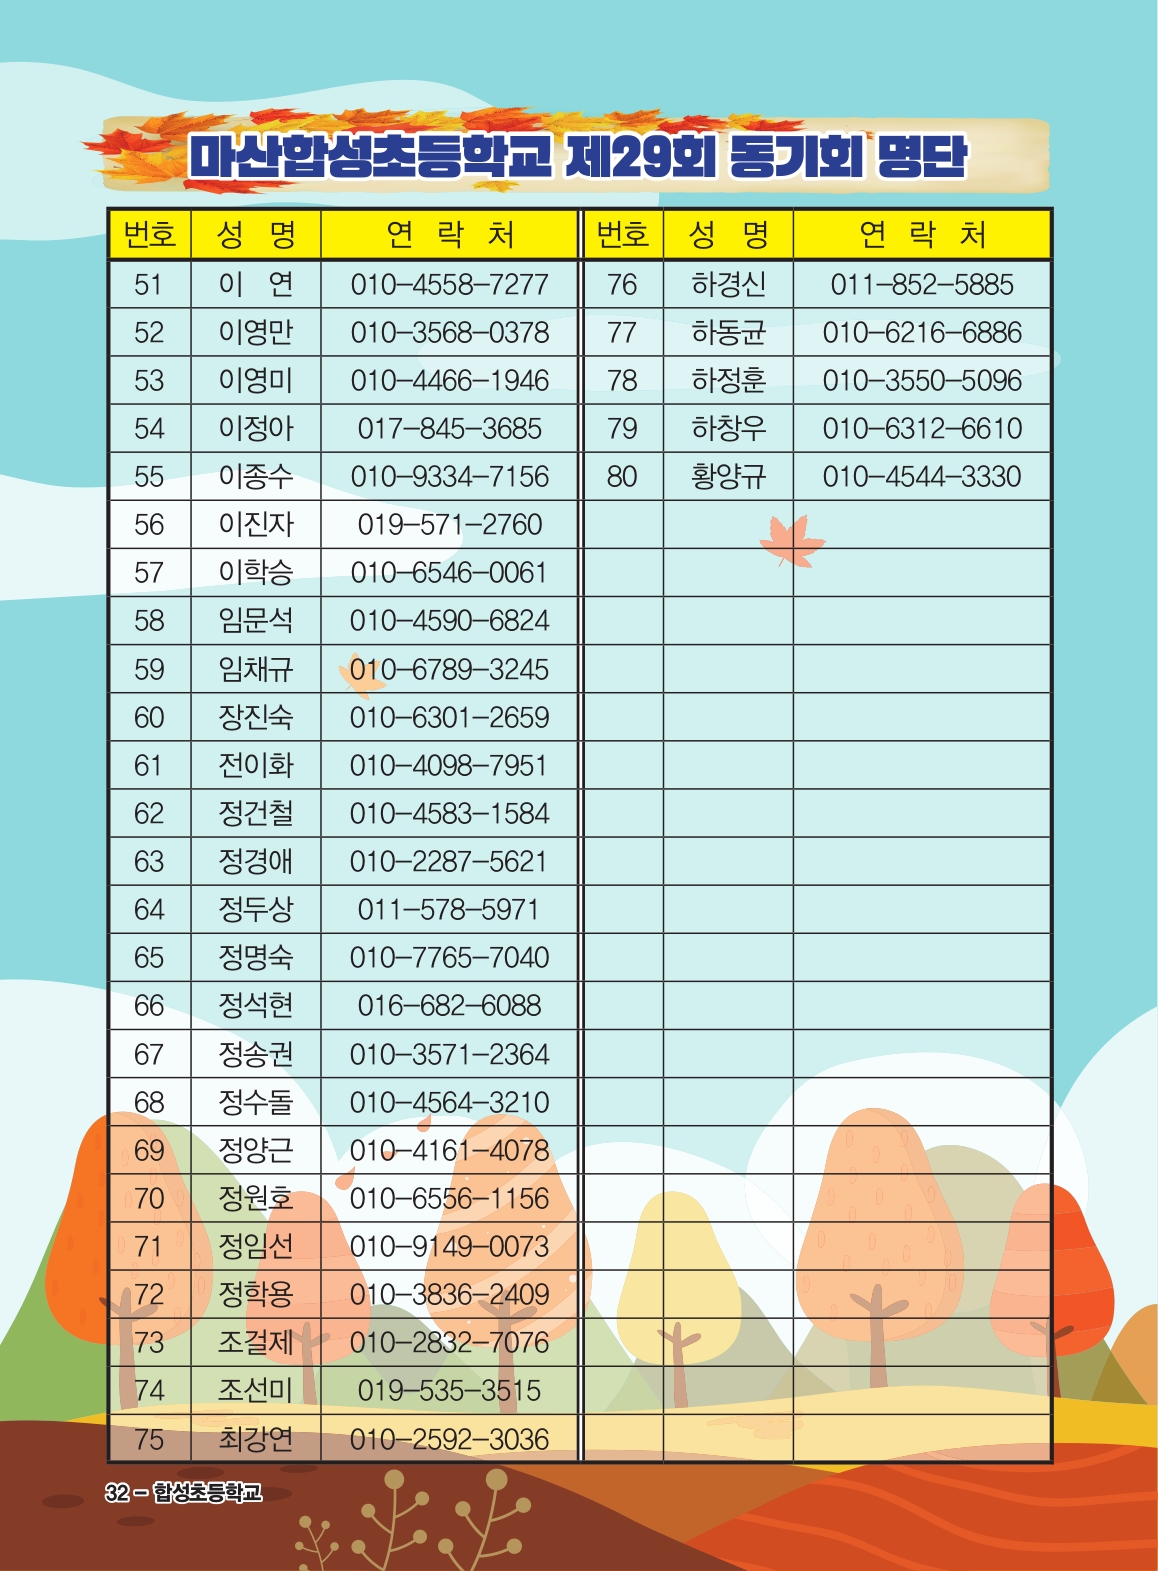 마산합성초등학교 제29회 동기회 명단
번호 성 명 연 락 처 번호 성 명 연 락 처
51 이 연 010-4558-7277 76 하경신 011-852-5885
52 이영만 010-3568-0378 77 하동균 010-6216-6886
53 이영미 010-4466-1946 78 하정훈 010-3550-5096
54 이정아 017-845-3685 79 하창우 010-6312-6610
55 이종수 010-9334-7156 80 황양규 010-4544-3330
56 이진자 019-571-2760
57 이학승 010-6546-0061
58 임문석 010-4590-6824
59 임채규 010-6789-3245
60 장진숙 010-6301-2659
61 전이화 010-4098-7951
62 정건철 010-4583-1584
63 정경애 010-2287-5621
64 정두상 011-578-5971
65 정명숙 010-7765-7040
66 정석현 016-682-6088
67 정송권 010-3571-2364
68 정수돌 010-4564-3210
69 정양근 010-4161-4078
70 정원호 010-6556-1156
71 정임선 010-9149-0073
72 정학용 010-3836-2409
73 조걸제 010-2832-7076
74 조선미 019-535-3515
75 최강연 010-2592-3036
32 - 합성초등학교